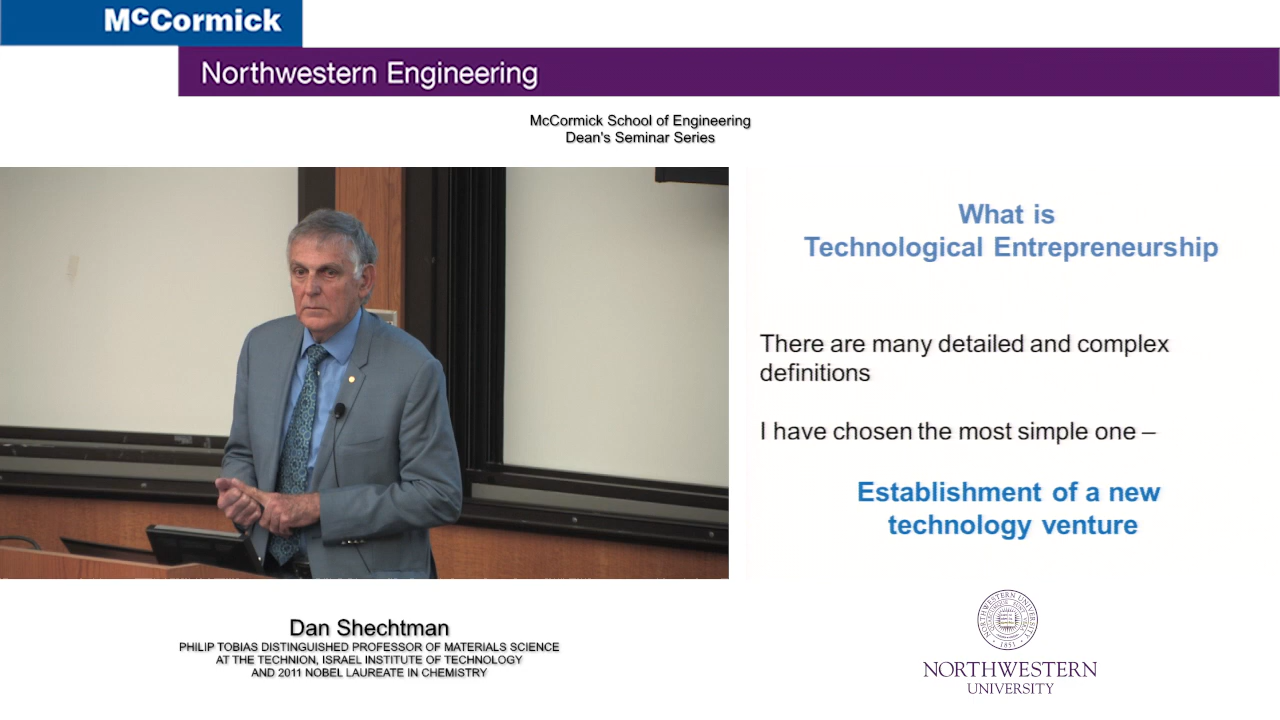 McCormick
Northwestern Engineering
McCormick School of Engineering
Dean's Seminar Series
What is
Technological Entrepreneurship
There are many detailed and complex
definitions
I have chosen the most simple one –
Establishment of a new
technology venture
Dan Shechtman
PHILIP TOBIAS DISTINGUISHED PROFESSOR OF MATERIALS SCIENCE
AT THE TECHNION, ISRAEL INSTITUTE OF TECHNOLOGY
AND 2011 NOBEL LAUREATE IN CHEMISTRY
1851
NORTHWESTERN
UNIVERSITY